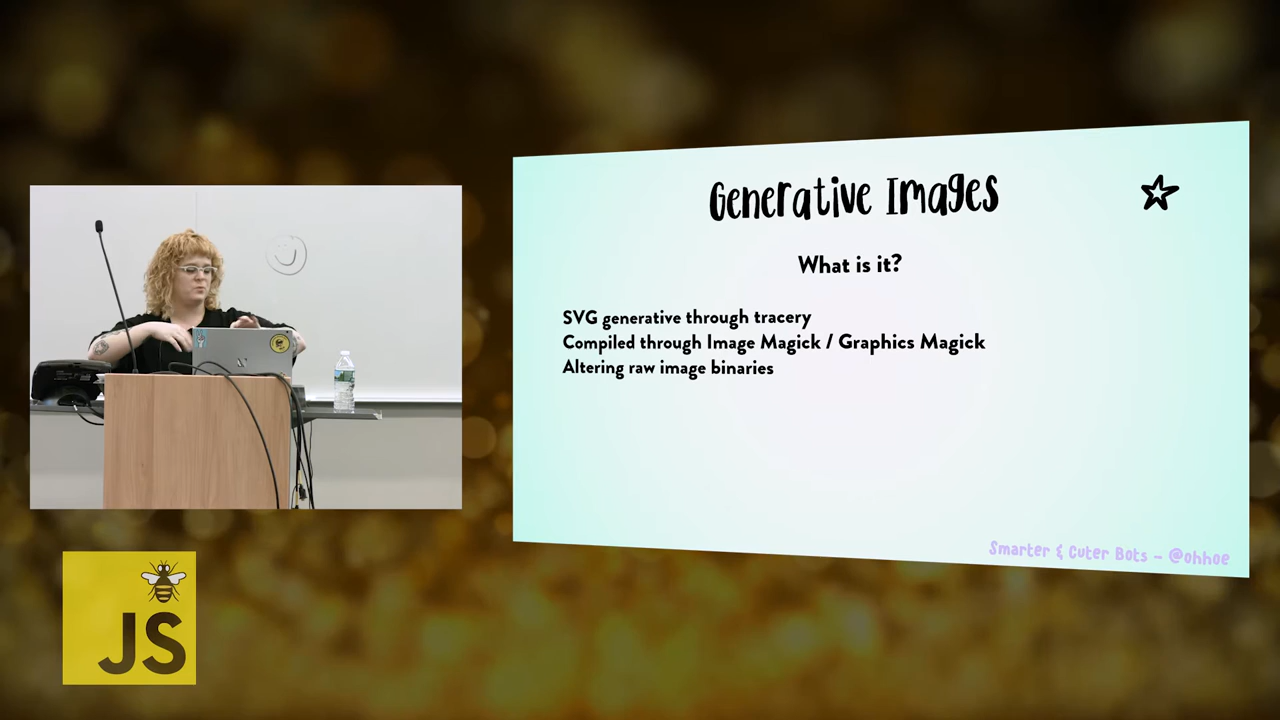 Generative Images
What is it?
SVG generative through tracery
Compiled through Image Magick / Graphics Magick
Altering raw image binaries
Smarter & Cuter Bots - @ohhoe
JS